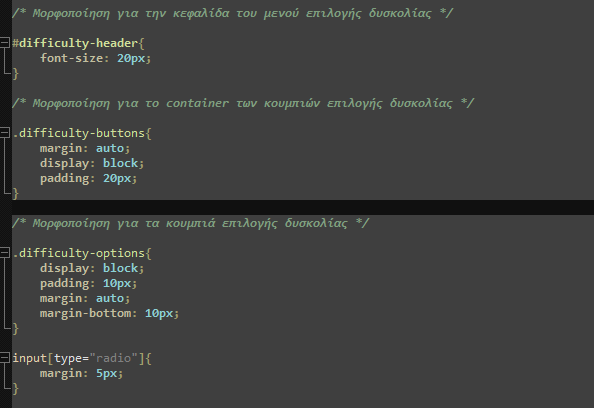 /* Μορφοποίηση για την κεφαλίδα του μενού επιλογής δυσκολίας */
#difficulty-header{
font-size: 20px;
}
/* Μορφοποίηση για το container των κουμπιών επιλογής δυσκολίας */
.difficulty-buttons{
margin: auto;
display: block;
padding: 20px;
}
/* Μορφοποίηση για τα κουμπιά επιλογής δυσκολίας */
.difficulty-options{
display: block;
padding: 10px;
margin: auto;
margin-bottom: 10px;
}
input[type="radio"]{
margin: 5px;
}